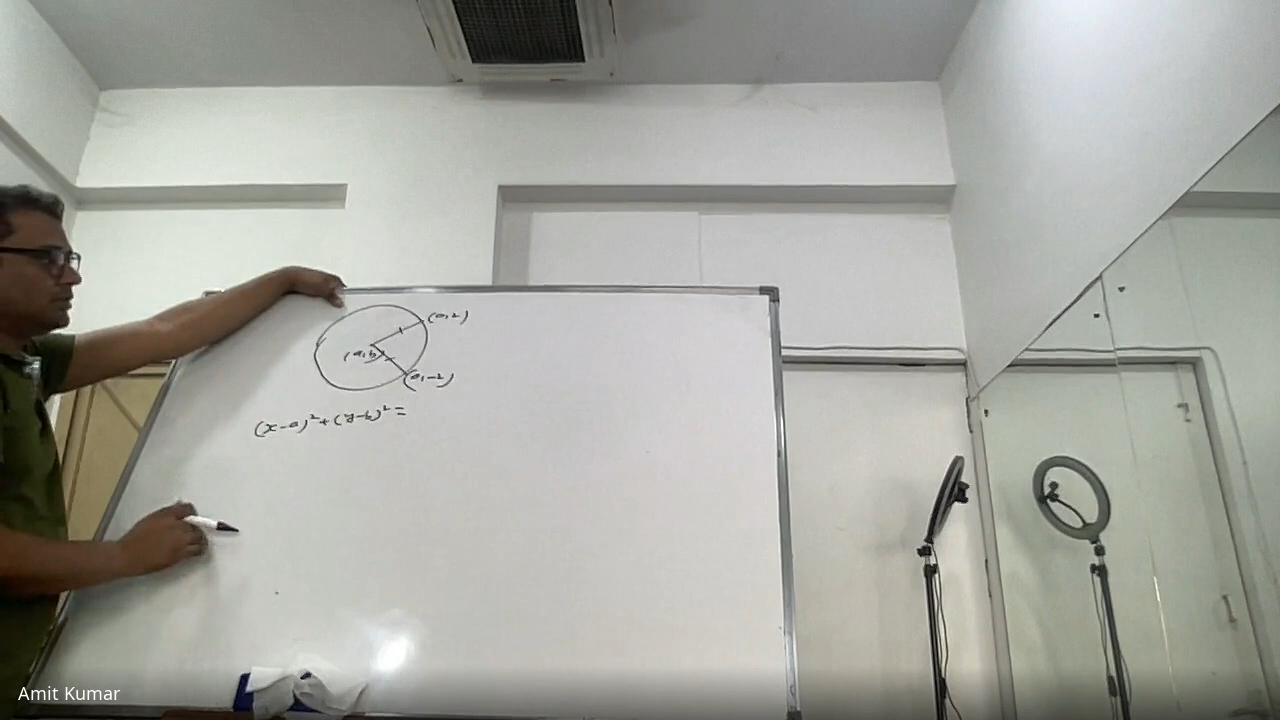 (0,2)
(a,b)
(0,-2)
(x-a)²+(y-b)²=
Amit Kumar